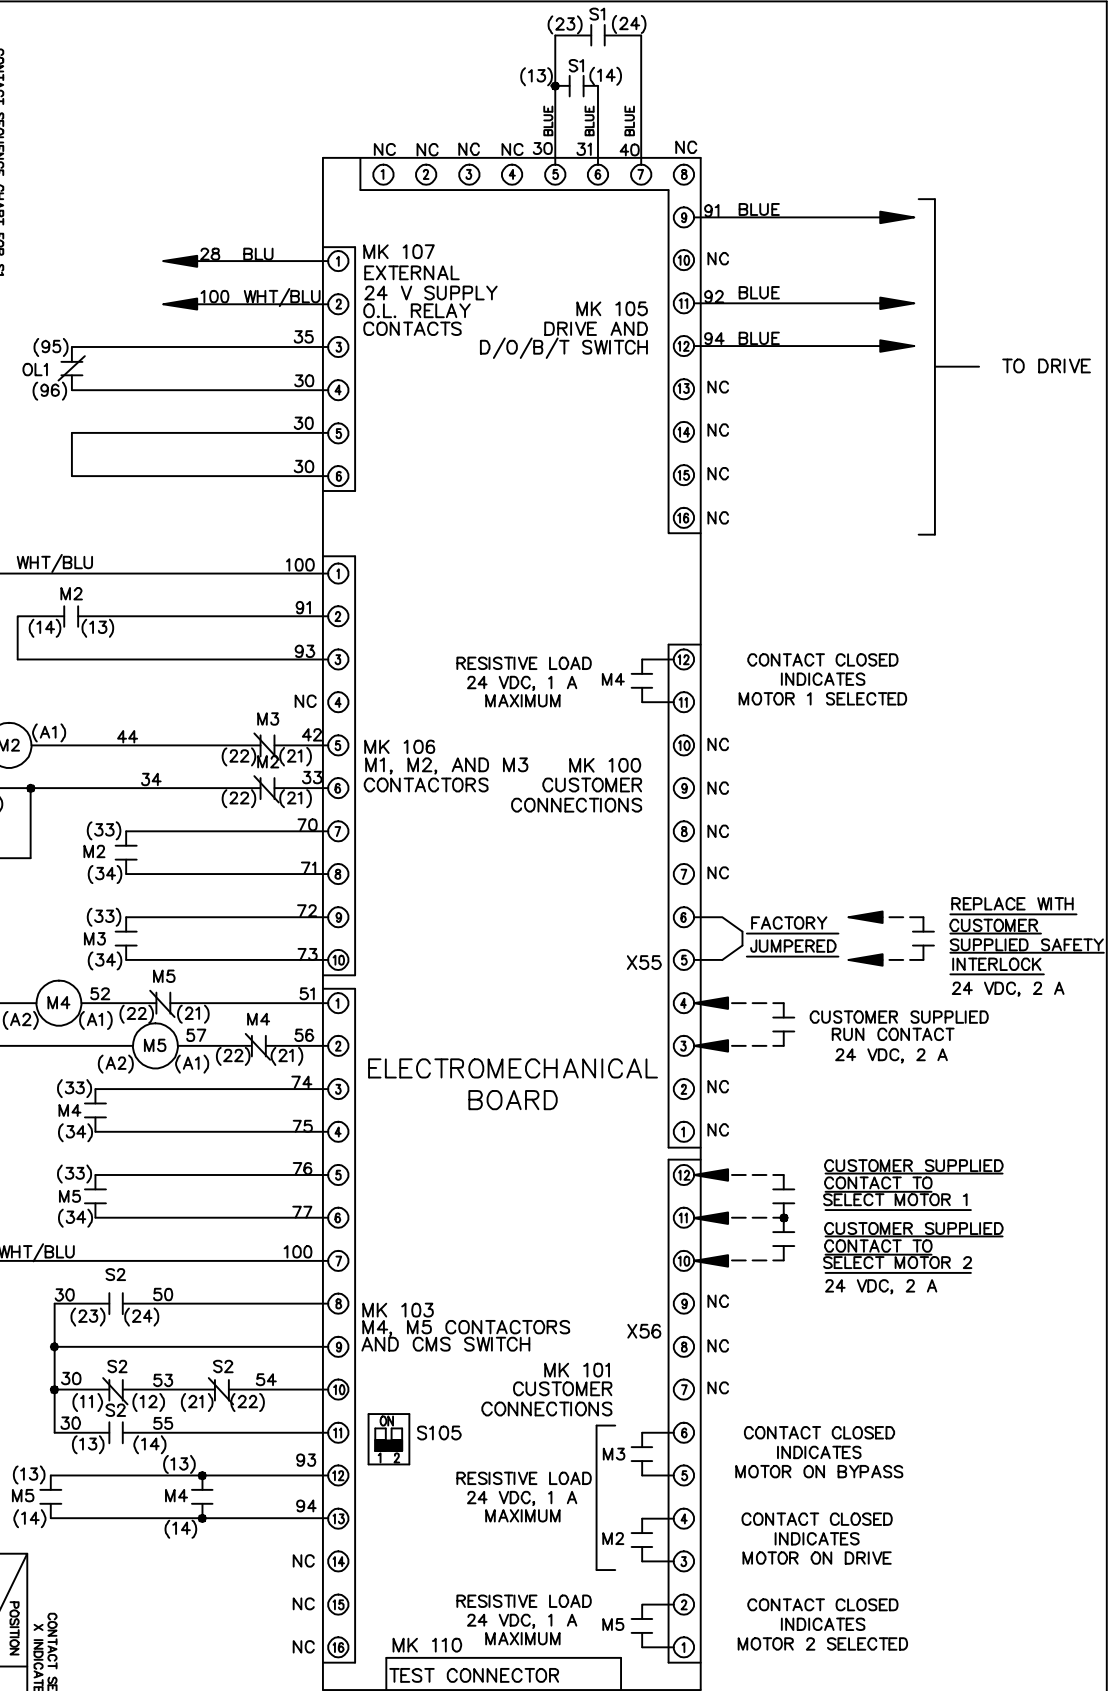 S1
(23) (24)
S1
(13) (14)
BLUE BLUE BLUE
NC NC NC NC 30 31 40 NC
1 2 3 4 5 6 7 8
CONTACT SEQUENCE CHART FOR S1
9 91 BLUE
10 NC
11 92 BLUE
12 94 BLUE
13 NC
14 NC
15 NC
16 NC
TO DRIVE
MK 105
DRIVE AND
D/O/B/T SWITCH
28 BLU 1
100 WHT/BLU 2
(95) 35 3
OL1
(96) 30 4
30 5
30 6
MK 107
EXTERNAL
24 V SUPPLY
O.L. RELAY
CONTACTS
WHT/BLU 100 1
M2 91 2
(14) (13)
93 3
NC 4
M2 (A1) 44 M3 42 5
(22) (21)
34 M2 33 6
(22) (21)
(33) 70 7
M2
(34) 71 8
(33) 72 9
M3
(34) 73 10
MK 106
M1, M2, AND M3
CONTACTORS
MK 100
CUSTOMER
CONNECTIONS
RESISTIVE LOAD
24 VDC, 1 A
MAXIMUM
M4
12
11
CONTACT CLOSED
INDICATES
MOTOR 1 SELECTED
10 NC
9 NC
8 NC
7 NC
6
5
X55
FACTORY
JUMPERED
REPLACE WITH
CUSTOMER
SUPPLIED SAFETY
INTERLOCK
24 VDC, 2 A
4
3
CUSTOMER SUPPLIED
RUN CONTACT
24 VDC, 2 A
2 NC
1 NC
ELECTROMECHANICAL
BOARD
M4 52 M5 51 1
(A2) (A1) (22) (21)
M5 57 M4 56 2
(A2) (A1) (22) (21)
(33) 74 3
M4
(34) 75 4
(33) 76 5
M5
(34) 77 6
WHT/BLU 100 7
S2
30 50 8
(23) (24)
9
S2 S2
30 53 54 10
(11) (12) (21) (22)
S2
30 55 11
(13) (14)
(13) (13) 93 12
M5 M4
(14) (14) 94 13
NC 14
NC 15
NC 16
MK 103
M4, M5 CONTACTORS
AND CMS SWITCH
ON
1 2
S105
12
11
10
CUSTOMER SUPPLIED
CONTACT TO
SELECT MOTOR 1
CUSTOMER SUPPLIED
CONTACT TO
SELECT MOTOR 2
24 VDC, 2 A
9 NC
8 NC
7 NC
X56
MK 101
CUSTOMER
CONNECTIONS
M3
6
5
CONTACT CLOSED
INDICATES
MOTOR ON BYPASS
RESISTIVE LOAD
24 VDC, 1 A
MAXIMUM
M2
4
3
CONTACT CLOSED
INDICATES
MOTOR ON DRIVE
RESISTIVE LOAD
24 VDC, 1 A
MAXIMUM
M5
2
1
CONTACT CLOSED
INDICATES
MOTOR 2 SELECTED
MK 110
TEST CONNECTOR
CONTACT SE
X INDICATE
POSITION